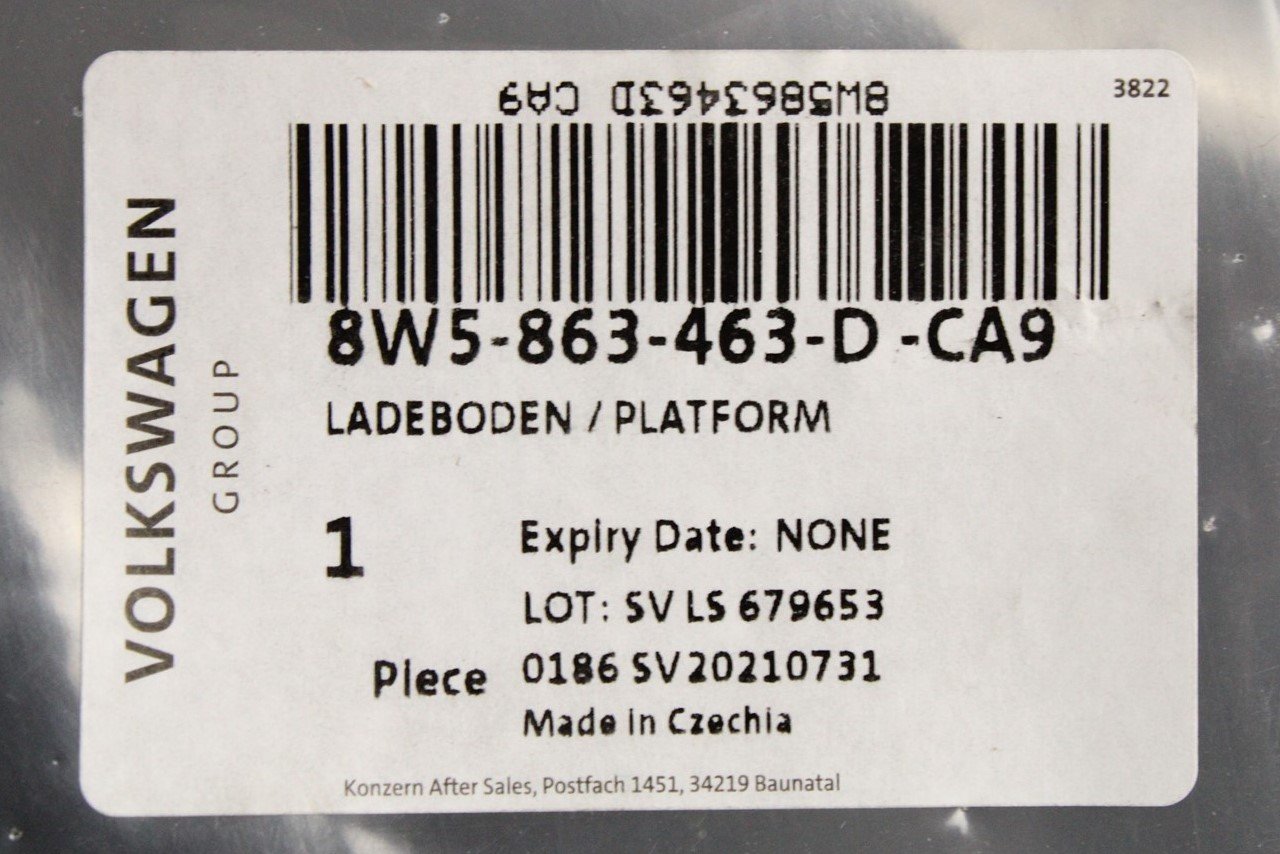 8W5863463D CA9
3822
8W5-863-463-D -CA9
LADEBODEN / PLATFORM
1
Piece
Expiry Date: NONE
LOT: SV LS 679653
0186 SV20210731
Made in Czechia
Konzern After Sales, Postfach 1451, 34219 Baunatal
VOLKSWAGEN
GROUP